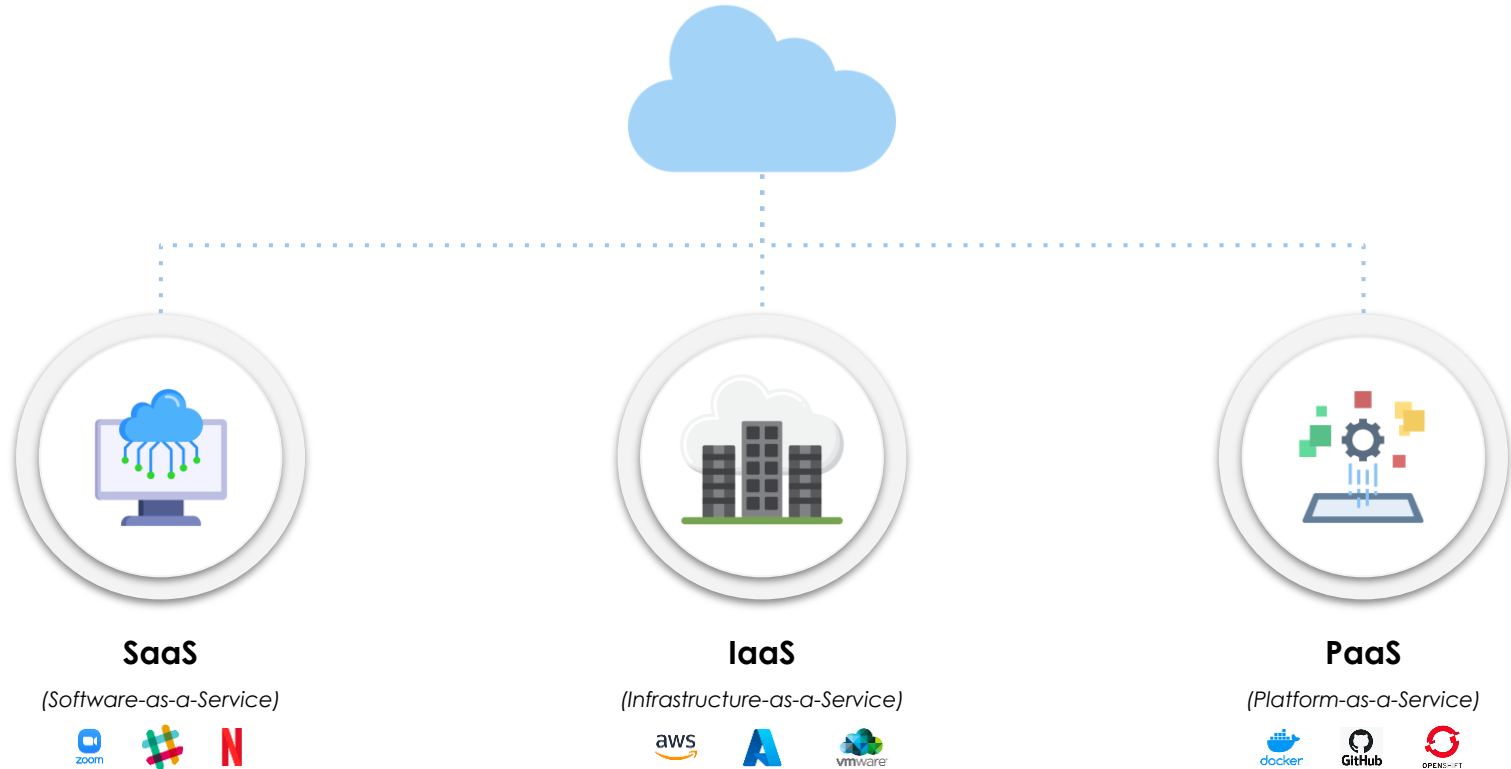 SaaS
(Software-as-a-Service)
zoom
N
IaaS
(Infrastructure-as-a-Service)
aws
vmware
PaaS
(Platform-as-a-Service)
docker
GitHub
OPENSHIFT